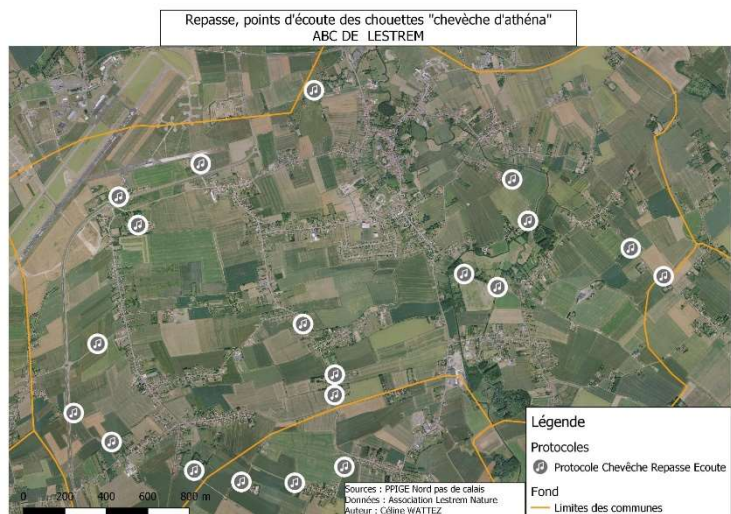 Repasse, points d'écoute des chouettes "chevèche d'athéna"
ABC DE LESTREM
Légende
Protocoles
Protocole Chevêche Repasse Ecoute
Fond
Limites des communes
0 200 400 600 800 m
Sources : PPIGE Nord pas de calais
Données : Association Lestrem Nature
Auteur : Céline WATTEZ